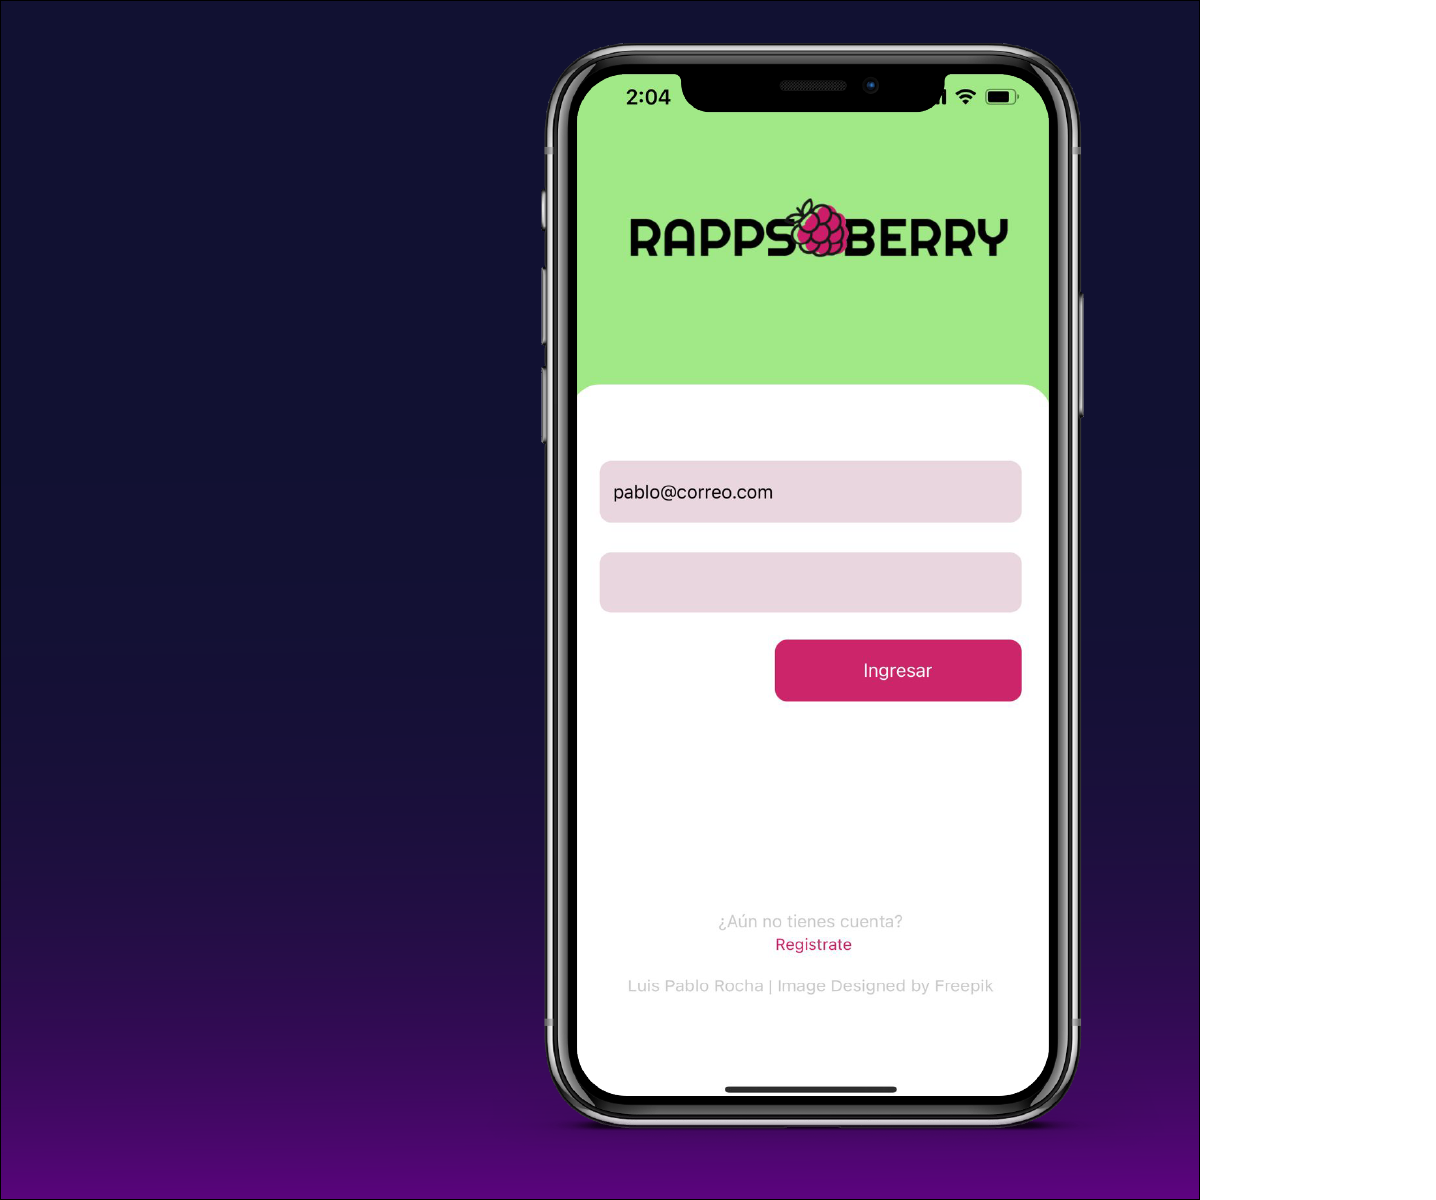 2:04
RAPPSBERRY
pablo@correo.com
Ingresar
¿Aún no tienes cuenta?
Registrate
Luis Pablo Rocha | Image Designed by Freepik